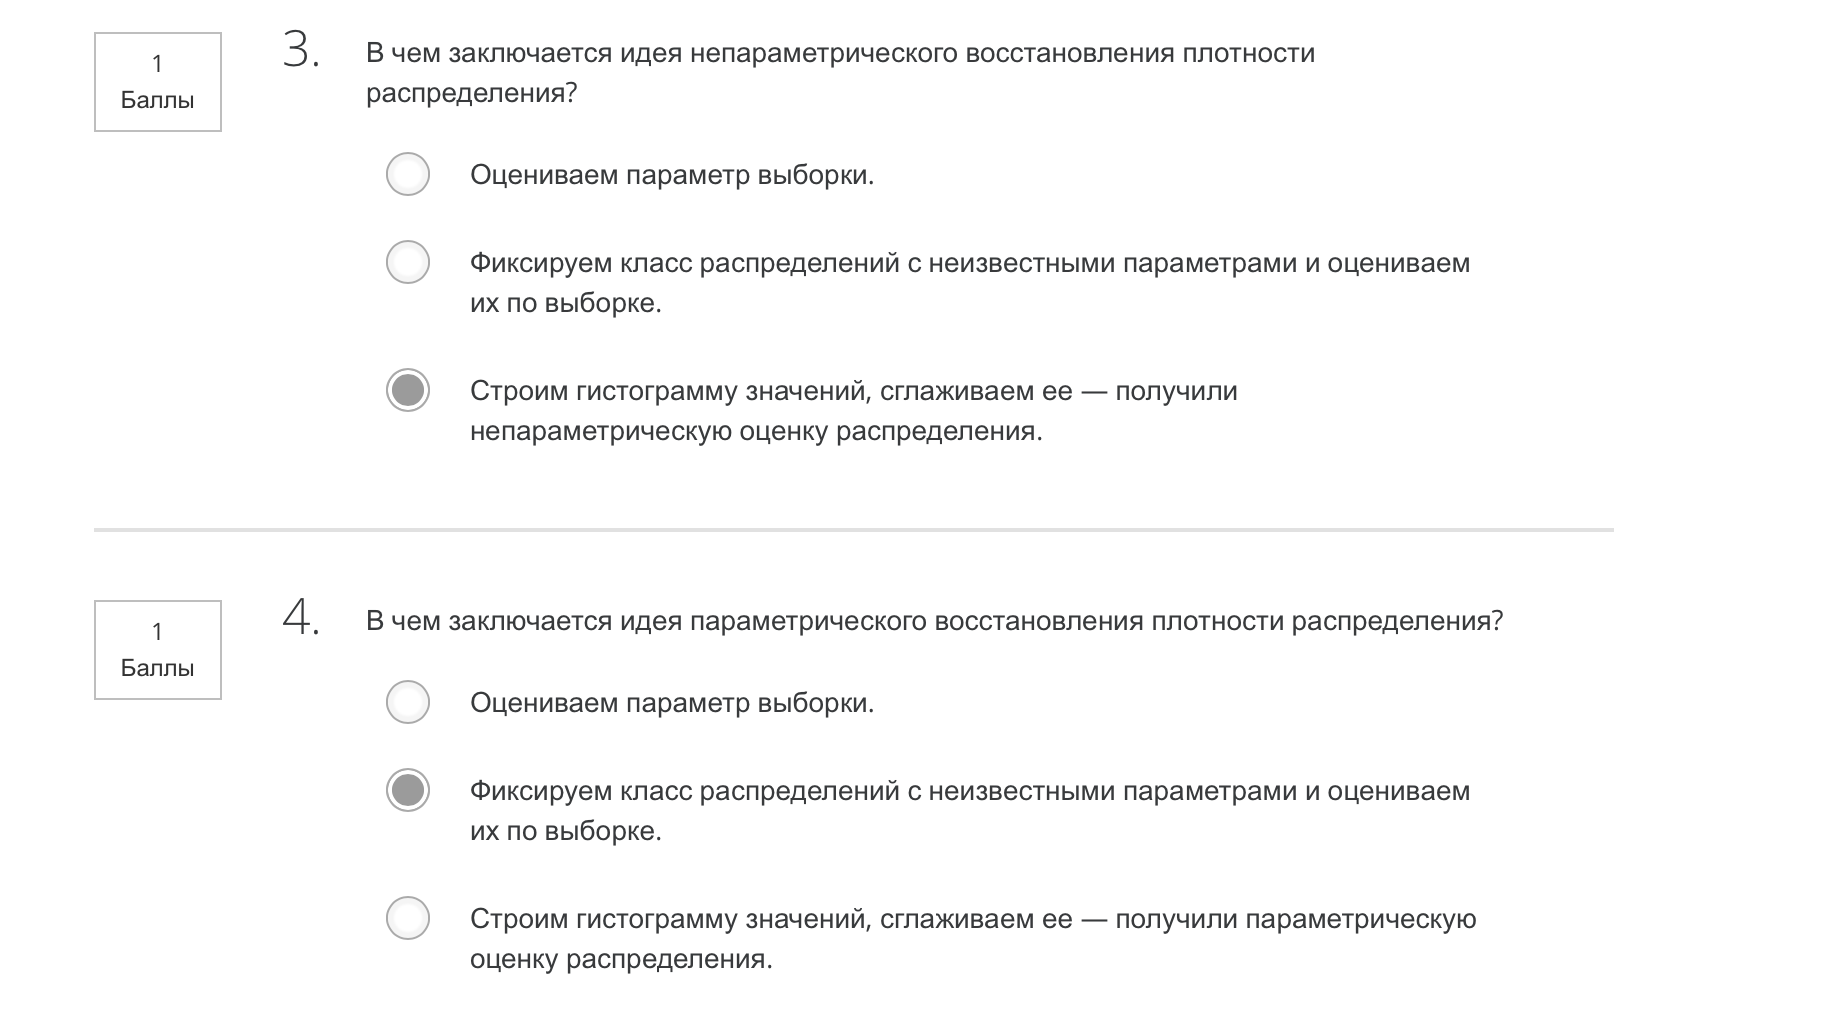 1
Баллы
3.
В чем заключается идея непараметрического восстановления плотности
распределения?
Оцениваем параметр выборки.
Фиксируем класс распределений с неизвестными параметрами и оцениваем
их по выборке.
Строим гистограмму значений, сглаживаем ее — получили
непараметрическую оценку распределения.
1
Баллы
4.
В чем заключается идея параметрического восстановления плотности распределения?
Оцениваем параметр выборки.
Фиксируем класс распределений с неизвестными параметрами и оцениваем
их по выборке.
Строим гистограмму значений, сглаживаем ее — получили параметрическую
оценку распределения.